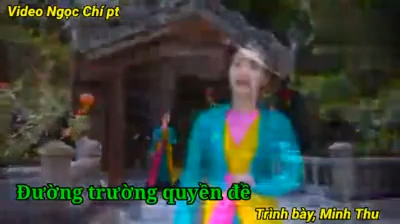 Video Ngọc Chí pt
Đường trường quyền đề
Trình bày, Minh Thu